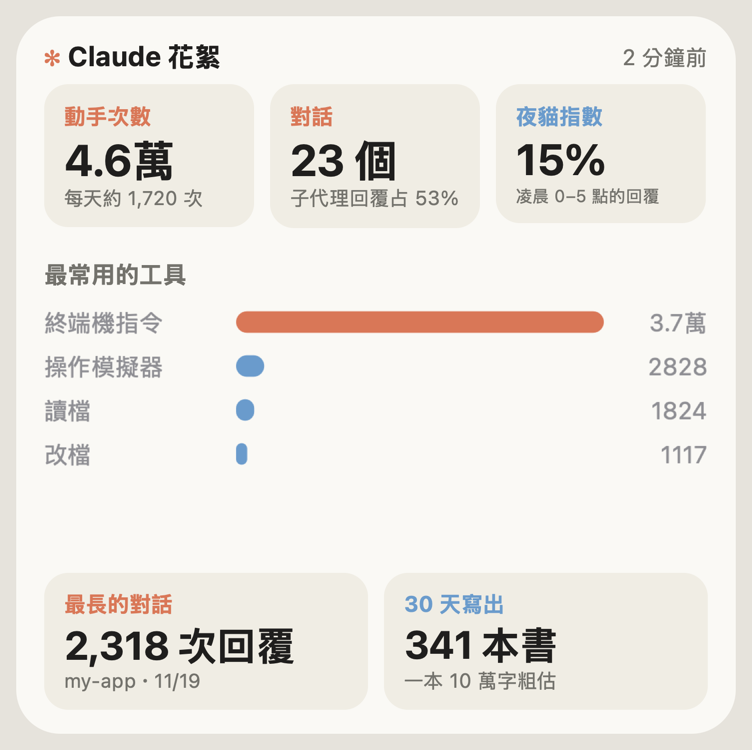 ✻ Claude 花絮
2 分鐘前
動手次數
4.6萬
每天約 1,720 次
對話
23 個
子代理回覆占 53%
夜貓指數
15%
凌晨 0–5 點的回覆
最常用的工具
終端機指令 3.7萬
操作模擬器 2828
讀檔 1824
改檔 1117
最長的對話
2,318 次回覆
my-app · 11/19
30 天寫出
341 本書
一本 10 萬字粗估